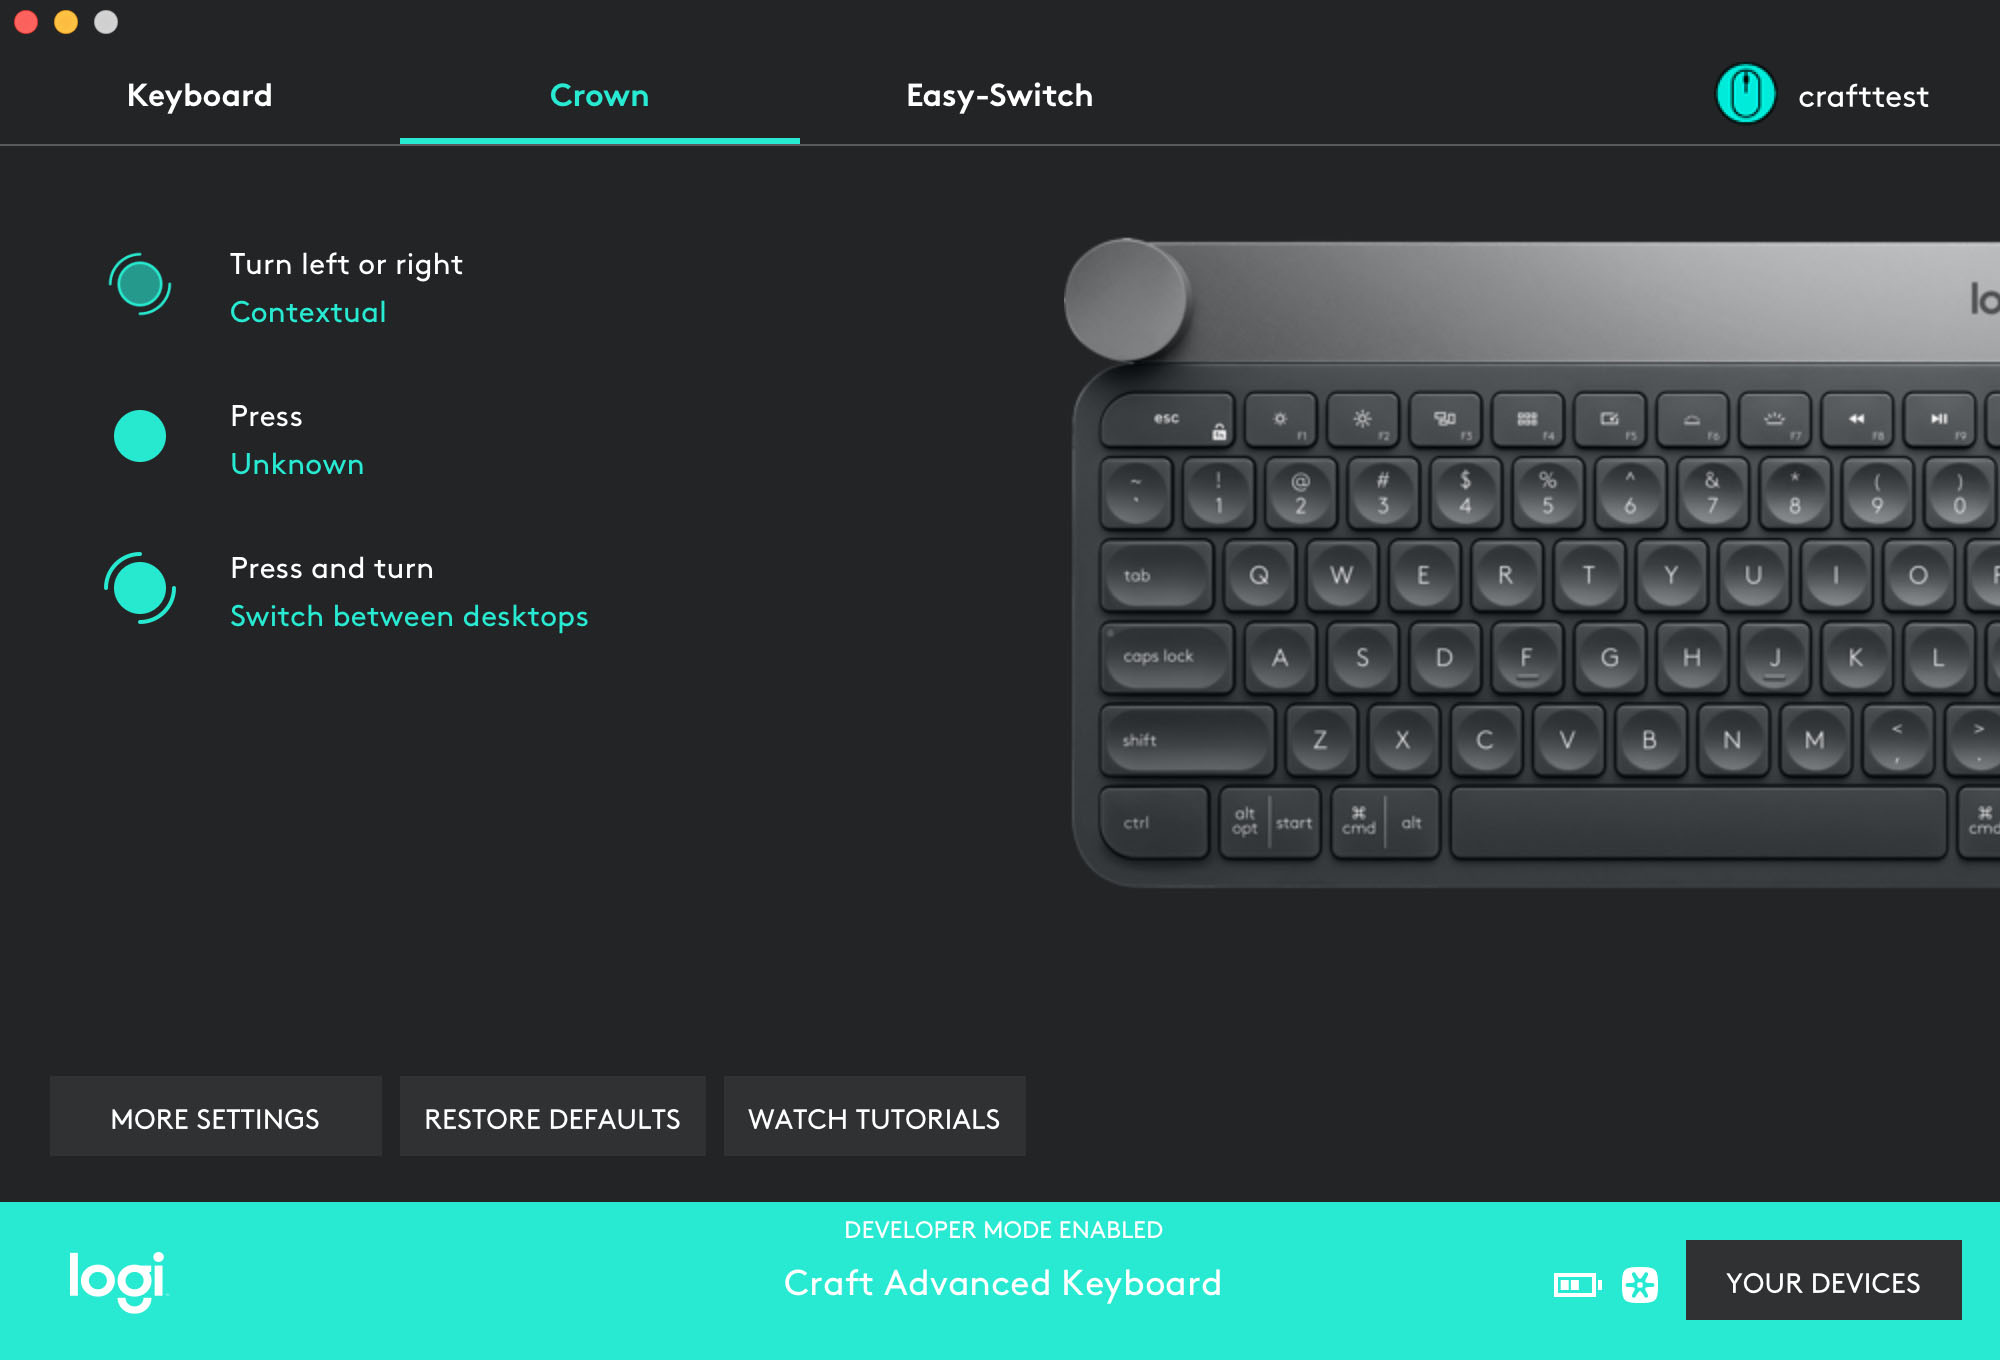 Keyboard
Crown
Easy-Switch
crafttest
Turn left or right
Contextual
Press
Unknown
Press and turn
Switch between desktops
lo
esc F1 F2 F3 F4 F5 F6 F7 F8 F9
~ ! @ # $ % ^ & * ( )
` 1 2 3 4 5 6 7 8 9 0
tab Q W E R T Y U I O
caps lock A S D F G H J K L
shift Z X C V B N M < , > .
ctrl alt opt start ⌘ cmd alt ⌘ cmd
MORE SETTINGS
RESTORE DEFAULTS
WATCH TUTORIALS
DEVELOPER MODE ENABLED
logi
Craft Advanced Keyboard
YOUR DEVICES